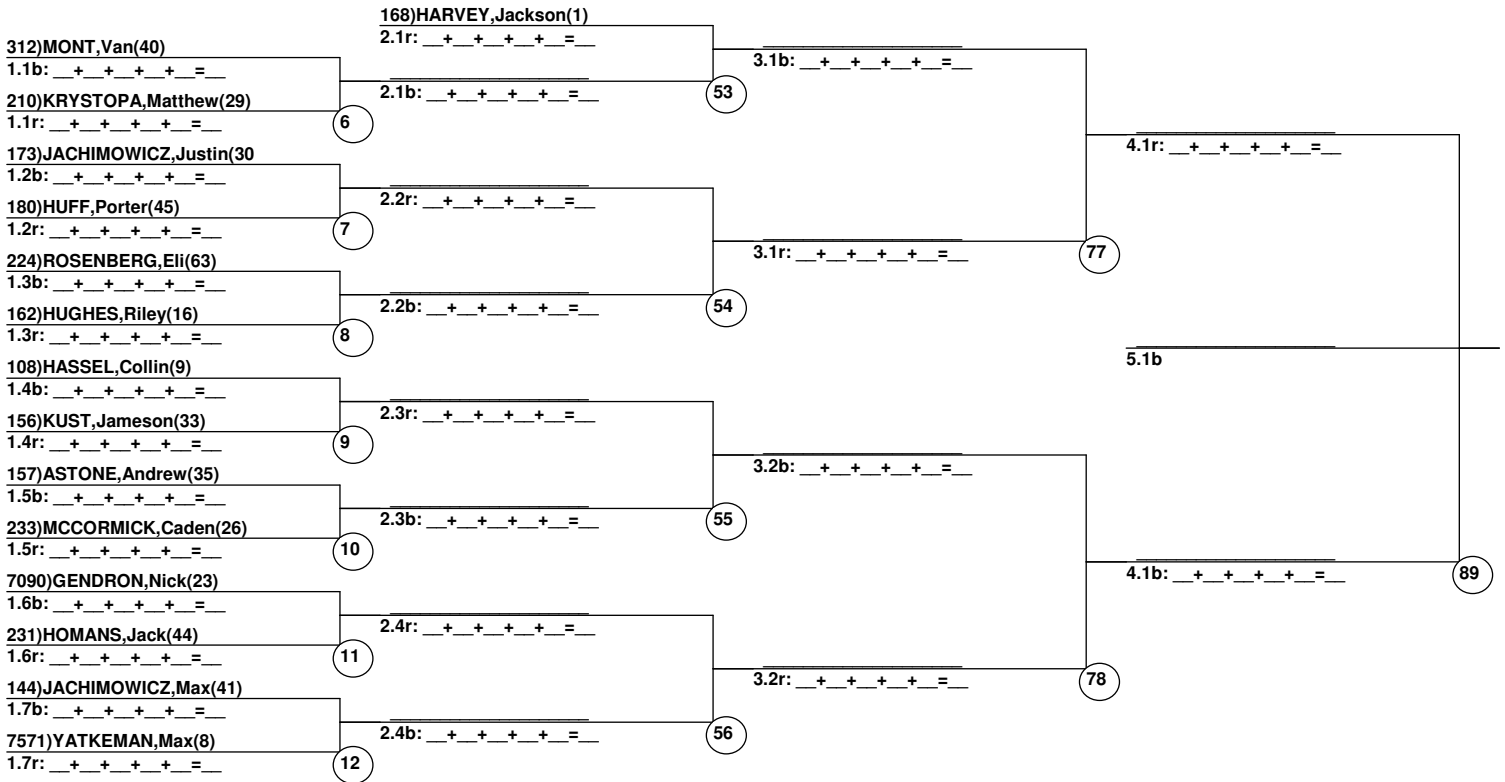 168)HARVEY,Jackson(1)
2.1r: __+__+__+__+__=__
312)MONT,Van(40)
1.1b: __+__+__+__+__=__
210)KRYSTOPA,Matthew(29)
1.1r: __+__+__+__+__=__
6
2.1b: __+__+__+__+__=__
53
3.1b: __+__+__+__+__=__
173)JACHIMOWICZ,Justin(30
1.2b: __+__+__+__+__=__
180)HUFF,Porter(45)
1.2r: __+__+__+__+__=__
7
2.2r: __+__+__+__+__=__
4.1r: __+__+__+__+__=__
224)ROSENBERG,Eli(63)
1.3b: __+__+__+__+__=__
162)HUGHES,Riley(16)
1.3r: __+__+__+__+__=__
8
2.2b: __+__+__+__+__=__
54
3.1r: __+__+__+__+__=__
77
108)HASSEL,Collin(9)
1.4b: __+__+__+__+__=__
156)KUST,Jameson(33)
1.4r: __+__+__+__+__=__
9
2.3r: __+__+__+__+__=__
5.1b
157)ASTONE,Andrew(35)
1.5b: __+__+__+__+__=__
233)MCCORMICK,Caden(26)
1.5r: __+__+__+__+__=__
10
2.3b: __+__+__+__+__=__
55
3.2b: __+__+__+__+__=__
7090)GENDRON,Nick(23)
1.6b: __+__+__+__+__=__
231)HOMANS,Jack(44)
1.6r: __+__+__+__+__=__
11
2.4r: __+__+__+__+__=__
4.1b: __+__+__+__+__=__
89
144)JACHIMOWICZ,Max(41)
1.7b: __+__+__+__+__=__
7571)YATKEMAN,Max(8)
1.7r: __+__+__+__+__=__
12
2.4b: __+__+__+__+__=__
56
3.2r: __+__+__+__+__=__
78